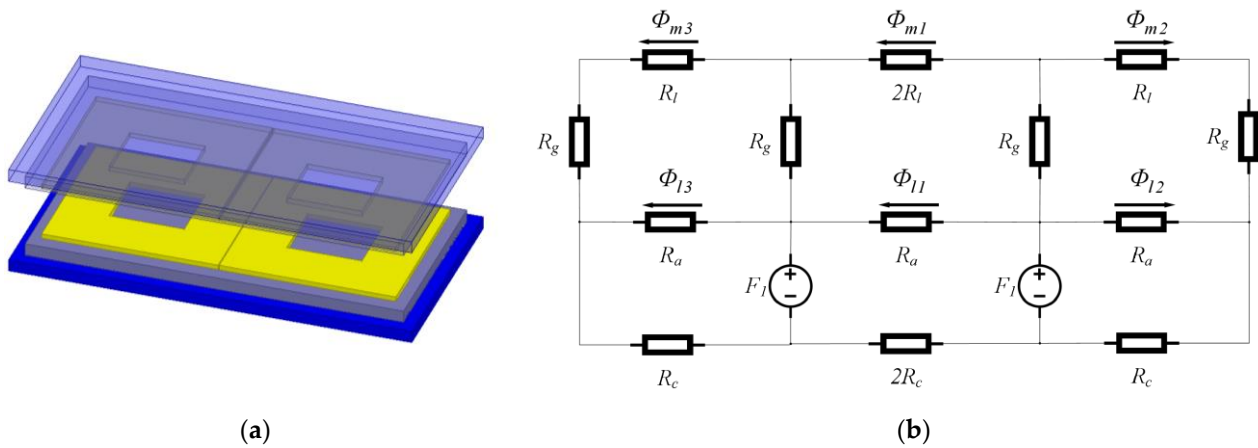 Φm3 Φm1 Φm2
Rl 2Rl Rl
Rg Rg Rg Rg
Φl3 Φl1 Φl2
Ra Ra Ra
F1 + − F1 + −
Rc 2Rc Rc
(a) (b)